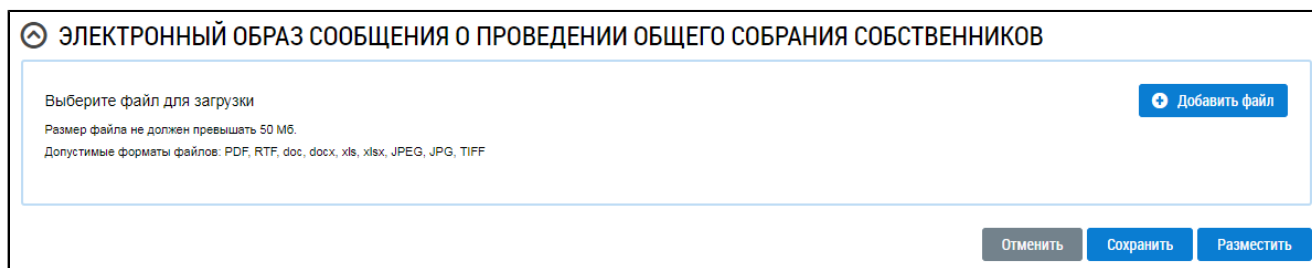 ЭЛЕКТРОННЫЙ ОБРАЗ СООБЩЕНИЯ О ПРОВЕДЕНИИ ОБЩЕГО СОБРАНИЯ СОБСТВЕННИКОВ
Выберите файл для загрузки
Добавить файл
Размер файла не должен превышать 50 Мб.
Допустимые форматы файлов: PDF, RTF, doc, docx, xls, xlsx, JPEG, JPG, TIFF
Отменить
Сохранить
Разместить